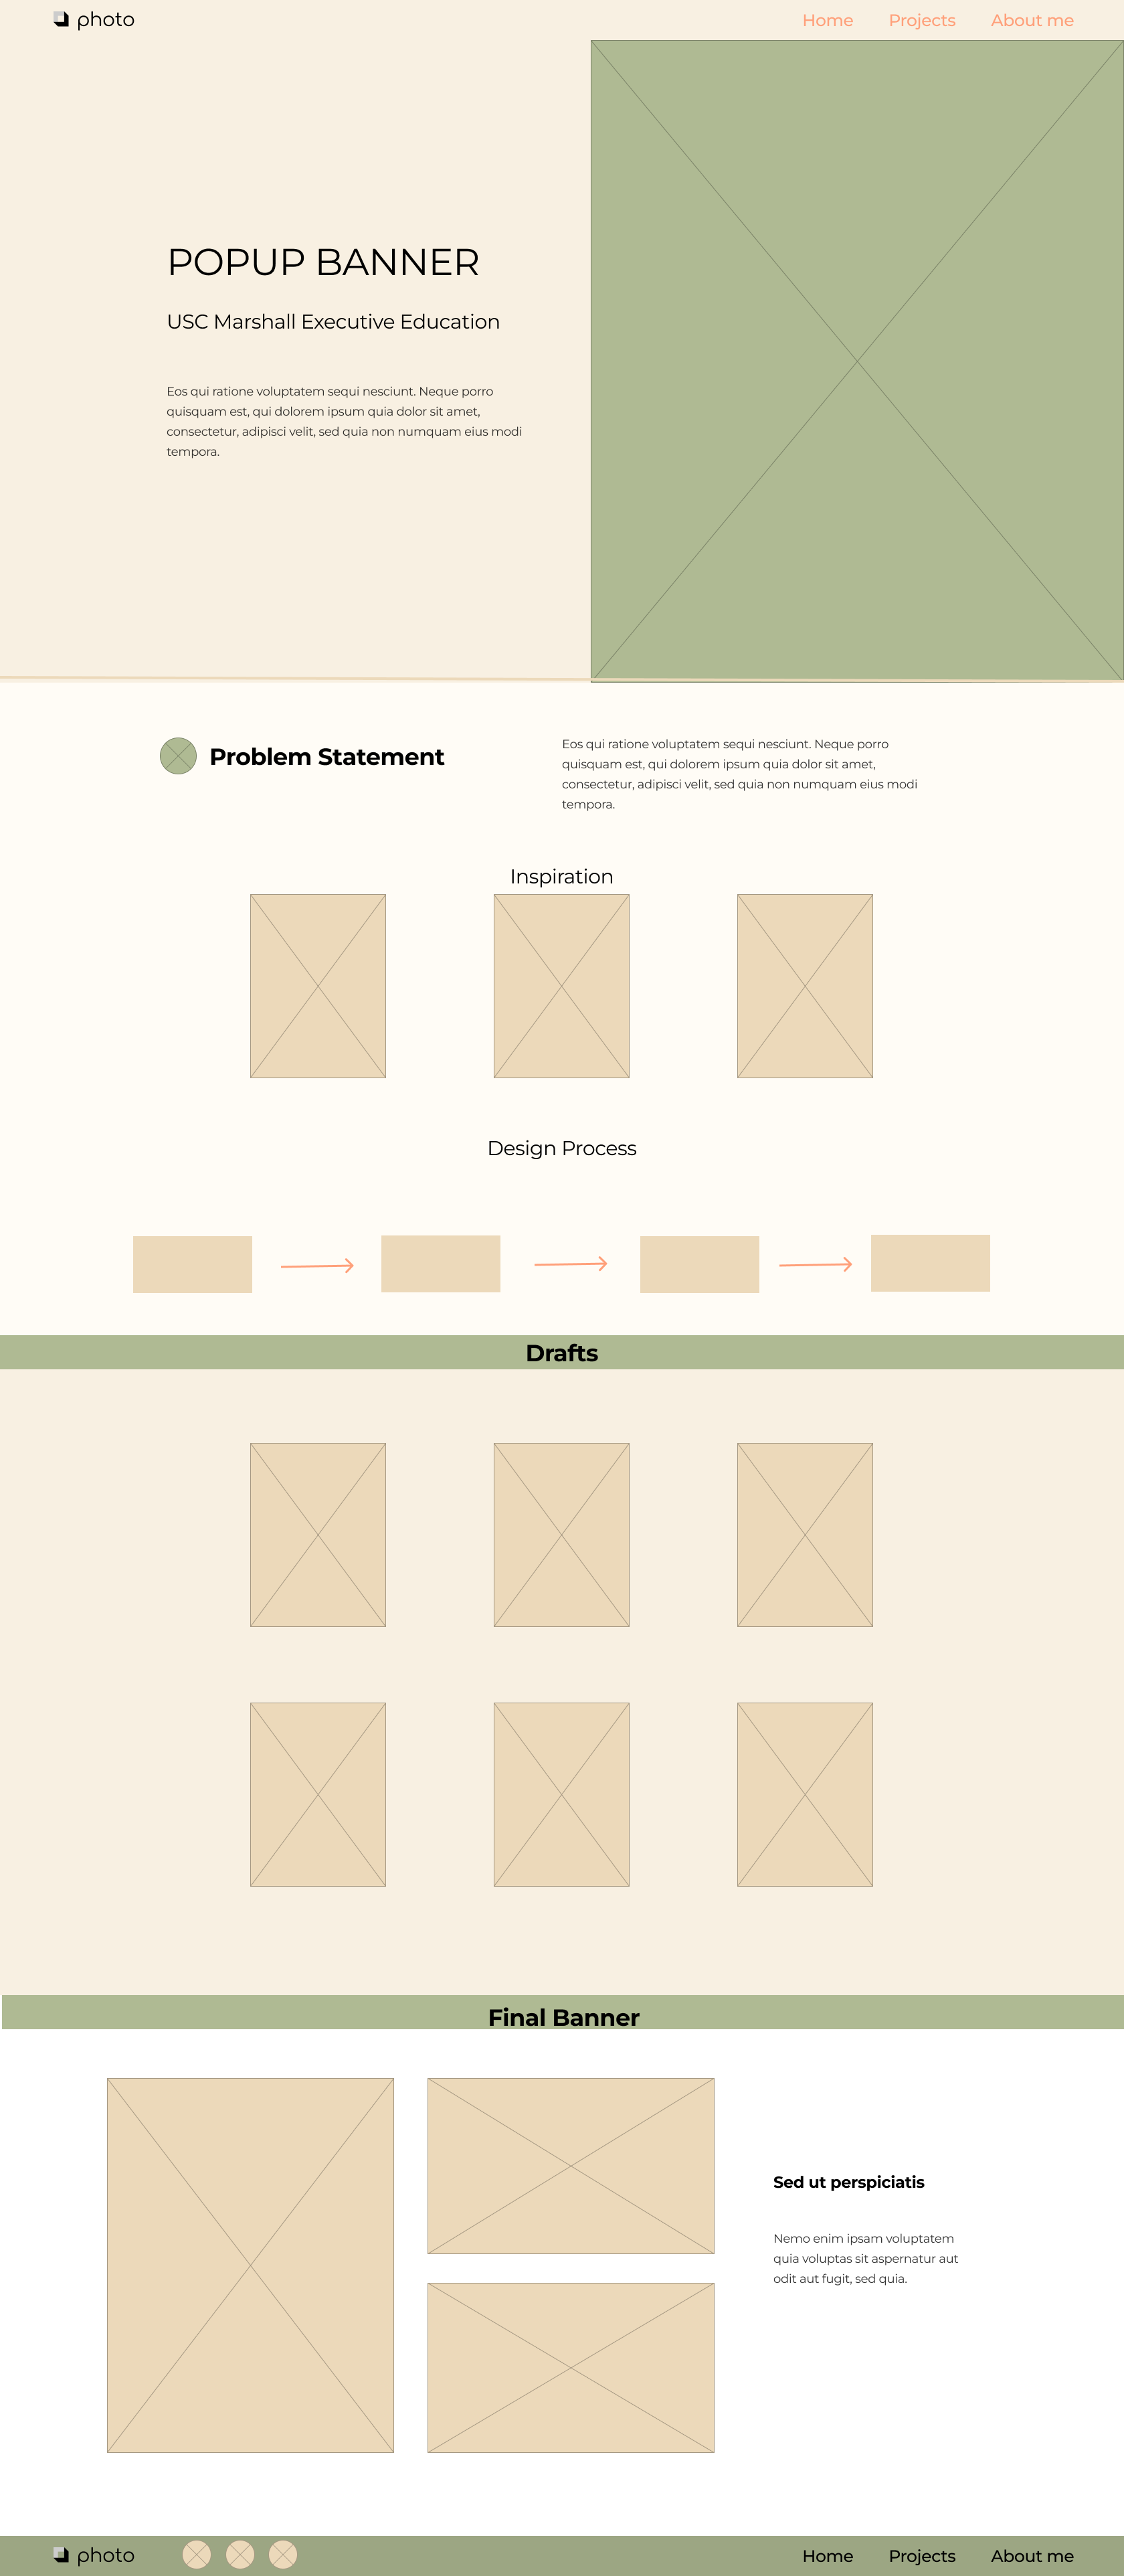 photo
Home Projects About me
POPUP BANNER
USC Marshall Executive Education
Eos qui ratione voluptatem sequi nesciunt. Neque porro
quisquam est, qui dolorem ipsum quia dolor sit amet,
consectetur, adipisci velit, sed quia non numquam eius modi
tempora.
Problem Statement
Eos qui ratione voluptatem sequi nesciunt. Neque porro
quisquam est, qui dolorem ipsum quia dolor sit amet,
consectetur, adipisci velit, sed quia non numquam eius modi
tempora.
Inspiration
Design Process
Drafts
Final Banner
Sed ut perspiciatis
Nemo enim ipsam voluptatem
quia voluptas sit aspernatur aut
odit aut fugit, sed quia.
photo
Home Projects About me